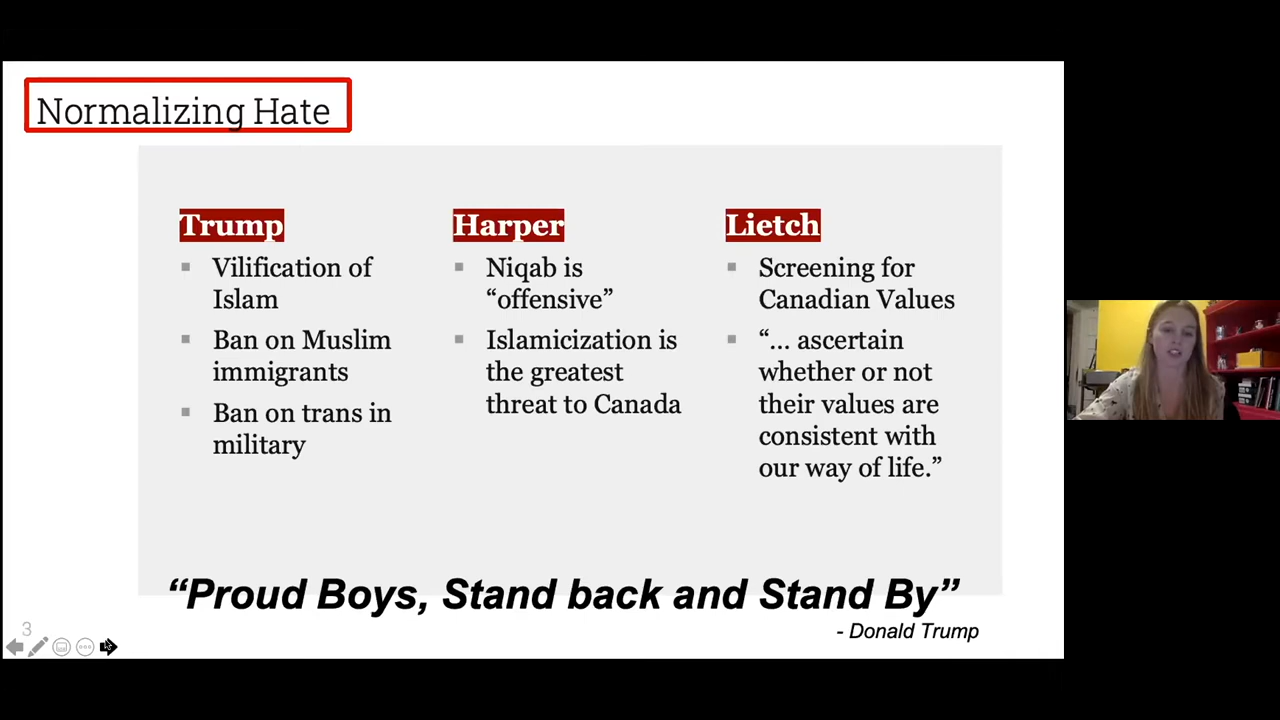 Normalizing Hate
Trump
Vilification of
Islam
Ban on Muslim
immigrants
Ban on trans in
military
Harper
Niqab is
“offensive”
Islamicization is
the greatest
threat to Canada
Lietch
Screening for
Canadian Values
“... ascertain
whether or not
their values are
consistent with
our way of life.”
“Proud Boys, Stand back and Stand By”
- Donald Trump
3